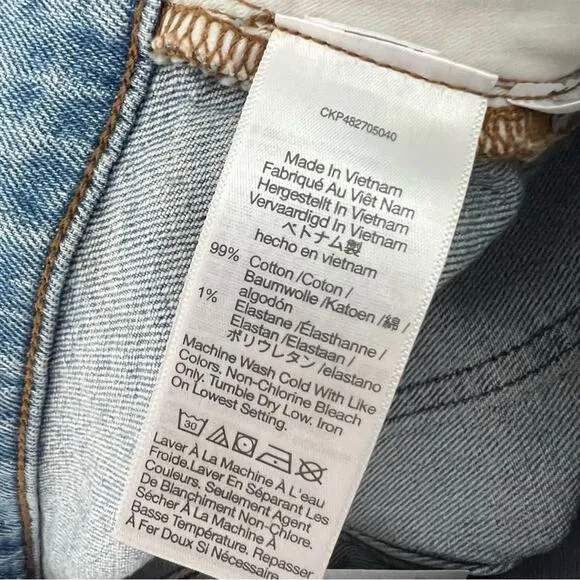 CKP482705040
Made In Vietnam
Fabriqué Au Viêt Nam
Hergestellt In Vietnam
Vervaardigd In Vietnam
ベトナム製
hecho en vietnam
99% Cotton /Coton /
Baumwolle /Katoen /綿 /
algodón
1% Elastane /Élasthanne /
Elastan /Elastaan /
ポリウレタン /elastano
Machine Wash Cold With Like
Colors. Non-Chlorine Bleach
Only. Tumble Dry Low. Iron
On Lowest Setting.
30
Laver À La Machine À L'eau
Froide.Laver En Séparant Les
Couleurs. Seulement Agent
De Blanchiment Non-Chlore.
Sécher À La Machine À
Basse Température. Repasser
À Fer Doux Si Nécessaire.